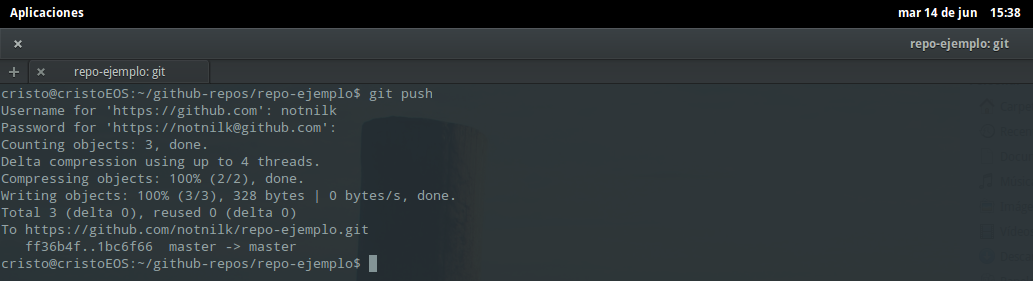 Aplicaciones mar 14 de jun 15:38
× repo-ejemplo: git
+ × repo-ejemplo: git
cristo@cristoEOS:~/github-repos/repo-ejemplo$ git push
Username for 'https://github.com': notnilk
Password for 'https://notnilk@github.com':
Counting objects: 3, done.
Delta compression using up to 4 threads.
Compressing objects: 100% (2/2), done.
Writing objects: 100% (3/3), 328 bytes | 0 bytes/s, done.
Total 3 (delta 0), reused 0 (delta 0)
To https://github.com/notnilk/repo-ejemplo.git
   ff36b4f..1bc6f66  master -> master
cristo@cristoEOS:~/github-repos/repo-ejemplo$